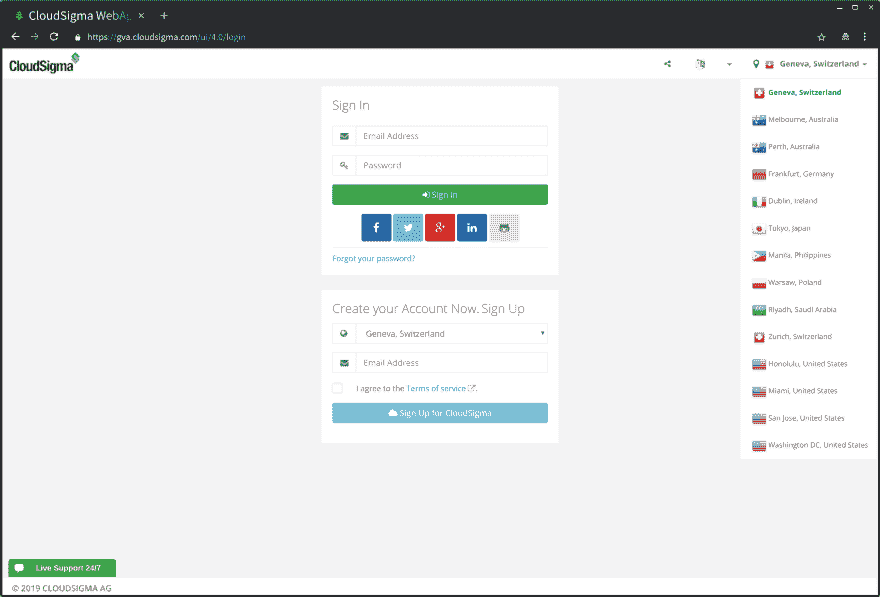 CloudSigma WebAp
https://gva.cloudsigma.com/ui/4.0/login
CloudSigma
Geneva, Switzerland
Geneva, Switzerland
Melbourne, Australia
Perth, Australia
Frankfurt, Germany
Dublin, Ireland
Tokyo, Japan
Manila, Philippines
Warsaw, Poland
Riyadh, Saudi Arabia
Zurich, Switzerland
Honolulu, United States
Miami, United States
San Jose, United States
Washington DC, United States
Sign In
Email Address
Password
Sign in
Forgot your password?
Create your Account Now. Sign Up
Geneva, Switzerland
Email Address
I agree to the Terms of service.
Sign Up for CloudSigma
Live Support 24/7
© 2019 CLOUDSIGMA AG